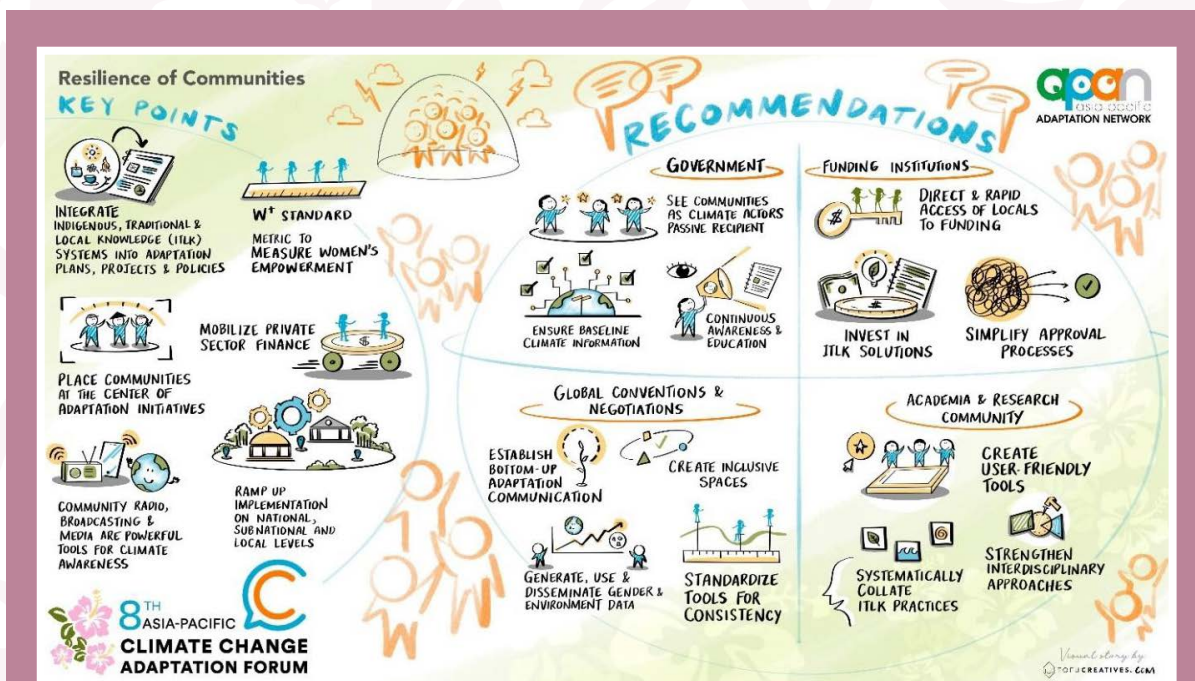 Resilience of Communities
KEY POINTS
INTEGRATE
INDIGENOUS, TRADITIONAL &
LOCAL KNOWLEDGE (ITLK)
SYSTEMS INTO ADAPTATION
PLANS, PROJECTS & POLICIES
W+ STANDARD
METRIC TO
MEASURE WOMEN'S
EMPOWERMENT
PLACE COMMUNITIES
AT THE CENTER OF
ADAPTATION INITIATIVES
MOBILIZE PRIVATE
SECTOR FINANCE
$
COMMUNITY RADIO,
BROADCASTING &
MEDIA ARE POWERFUL
TOOLS FOR CLIMATE
AWARENESS
RAMP UP
IMPLEMENTATION
ON NATIONAL,
SUBNATIONAL AND
LOCAL LEVELS
8TH
ASIA-PACIFIC
CLIMATE CHANGE
ADAPTATION FORUM
RECOMMENDATIONS
apan
asia pacific
ADAPTATION NETWORK
GOVERNMENT
SEE COMMUNITIES
AS CLIMATE ACTORS
PASSIVE RECIPIENT
ENSURE BASELINE
CLIMATE INFORMATION
CONTINUOUS
AWARENESS &
EDUCATION
FUNDING INSTITUTIONS
$
DIRECT & RAPID
ACCESS OF LOCALS
TO FUNDING
$
INVEST IN
ITLK SOLUTIONS
SIMPLIFY APPROVAL
PROCESSES
GLOBAL CONVENTIONS &
NEGOTIATIONS
ESTABLISH
BOTTOM-UP
ADAPTATION
COMMUNICATION
CREATE INCLUSIVE
SPACES
GENERATE, USE &
DISSEMINATE GENDER &
ENVIRONMENT DATA
STANDARDIZE
TOOLS FOR
CONSISTENCY
ACADEMIA & RESEARCH
COMMUNITY
CREATE
USER-FRIENDLY
TOOLS
SYSTEMATICALLY
COLLATE
ITLK PRACTICES
STRENGTHEN
INTERDISCIPLINARY
APPROACHES
Visual story by
TOFUCREATIVES.COM